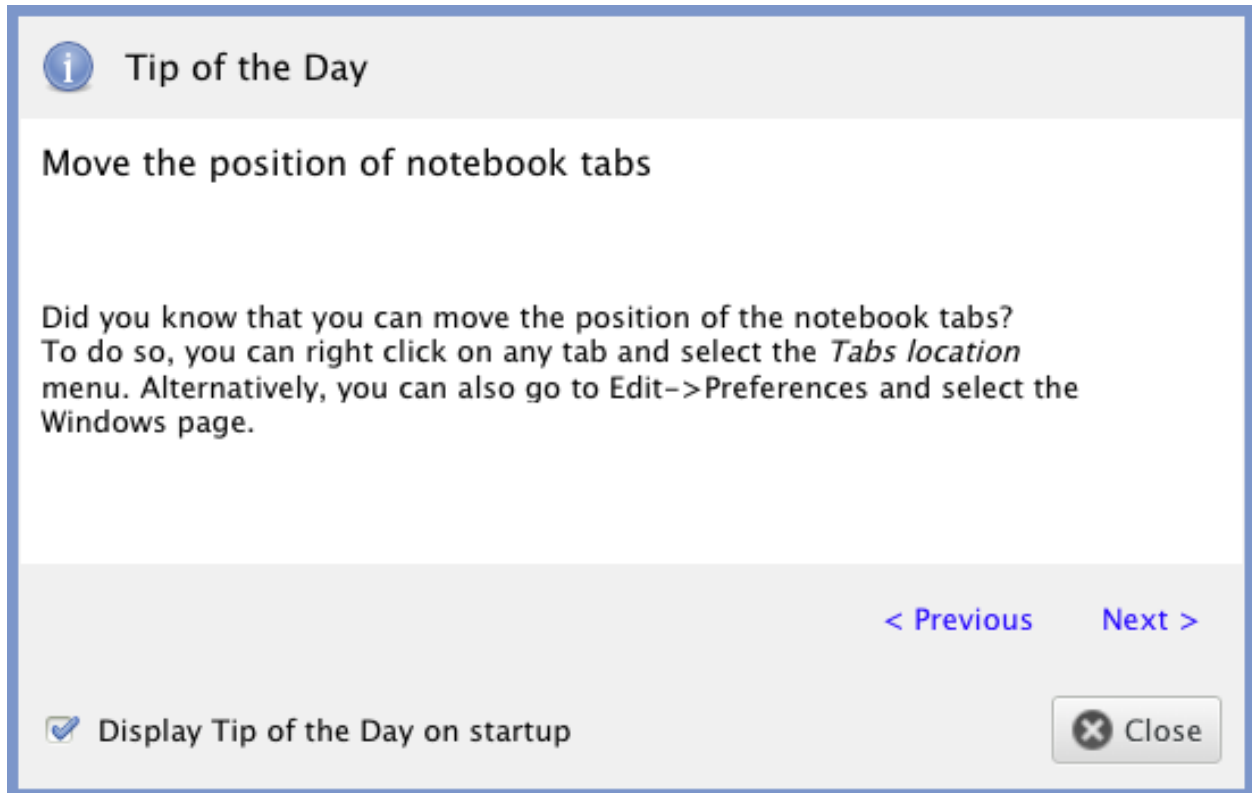 Tip of the Day
Move the position of notebook tabs
Did you know that you can move the position of the notebook tabs?
To do so, you can right click on any tab and select the Tabs location
menu. Alternatively, you can also go to Edit->Preferences and select the
Windows page.
< Previous Next >
Display Tip of the Day on startup Close